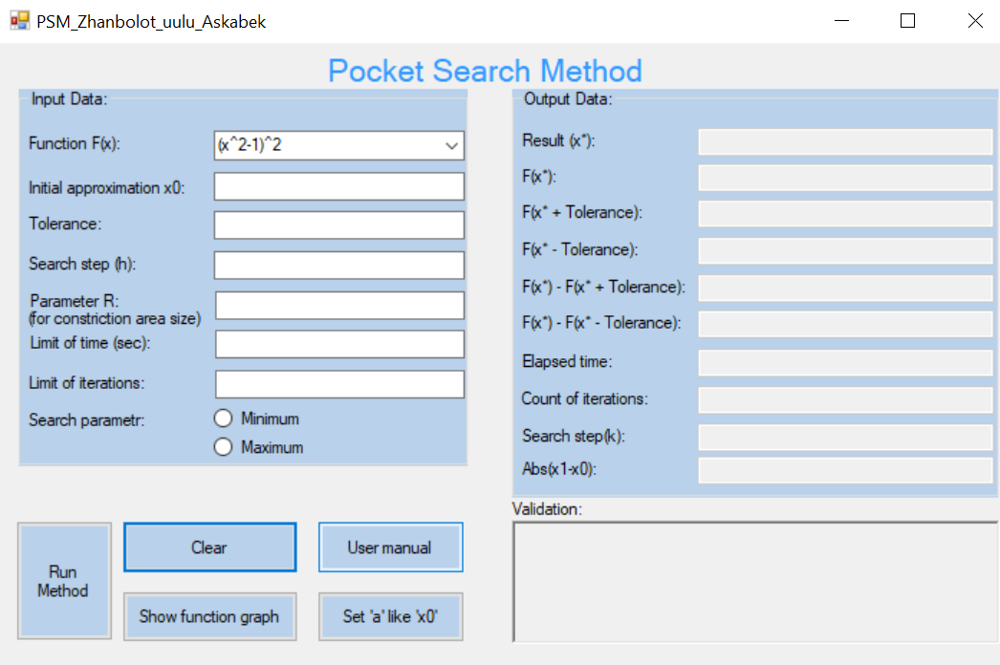 PSM_Zhanbolot_uulu_Askabek
Pocket Search Method
Input Data:
Function F(x):
(x^2-1)^2
Initial approximation x0:
Tolerance:
Search step (h):
Parameter R:
(for constriction area size)
Limit of time (sec):
Limit of iterations:
Search parametr:
Minimum
Maximum
Output Data:
Result (x*):
F(x*):
F(x* + Tolerance):
F(x* - Tolerance):
F(x*) - F(x* + Tolerance):
F(x*) - F(x* - Tolerance):
Elapsed time:
Count of iterations:
Search step(k):
Abs(x1-x0):
Validation:
Run
Method
Clear
User manual
Show function graph
Set 'a' like 'x0'